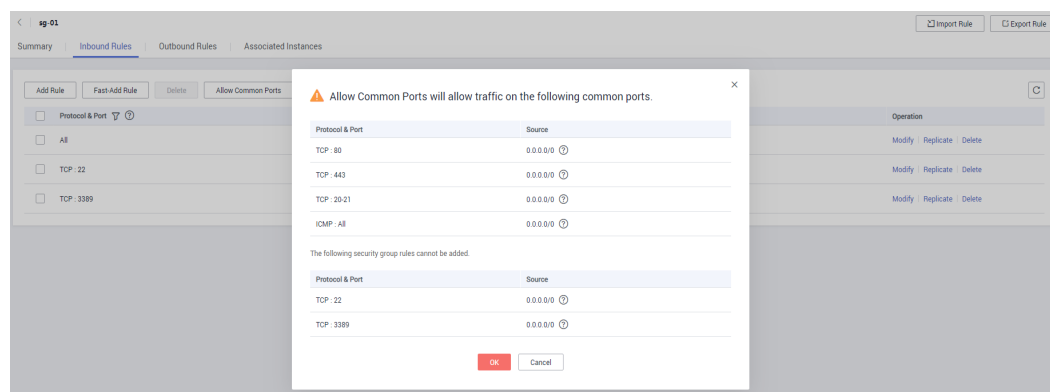 sg-01
Import Rule Export Rule
Summary Inbound Rules Outbound Rules Associated Instances
Add Rule Fast-Add Rule Delete Allow Common Ports
Allow Common Ports will allow traffic on the following common ports.
Protocol & Port Operation
All Modify Replicate Delete
TCP : 22 Modify Replicate Delete
TCP : 3389 Modify Replicate Delete
Protocol & Port Source
TCP : 80 0.0.0.0/0
TCP : 443 0.0.0.0/0
TCP : 20-21 0.0.0.0/0
ICMP : All 0.0.0.0/0
The following security group rules cannot be added.
Protocol & Port Source
TCP : 22 0.0.0.0/0
TCP : 3389 0.0.0.0/0
OK Cancel